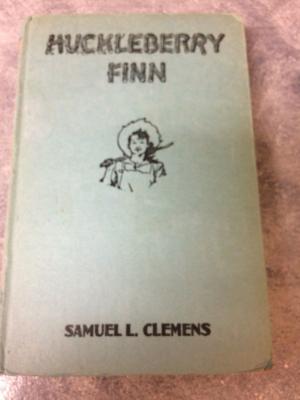 HUCKLEBERRY
FINN
SAMUEL L. CLEMENS